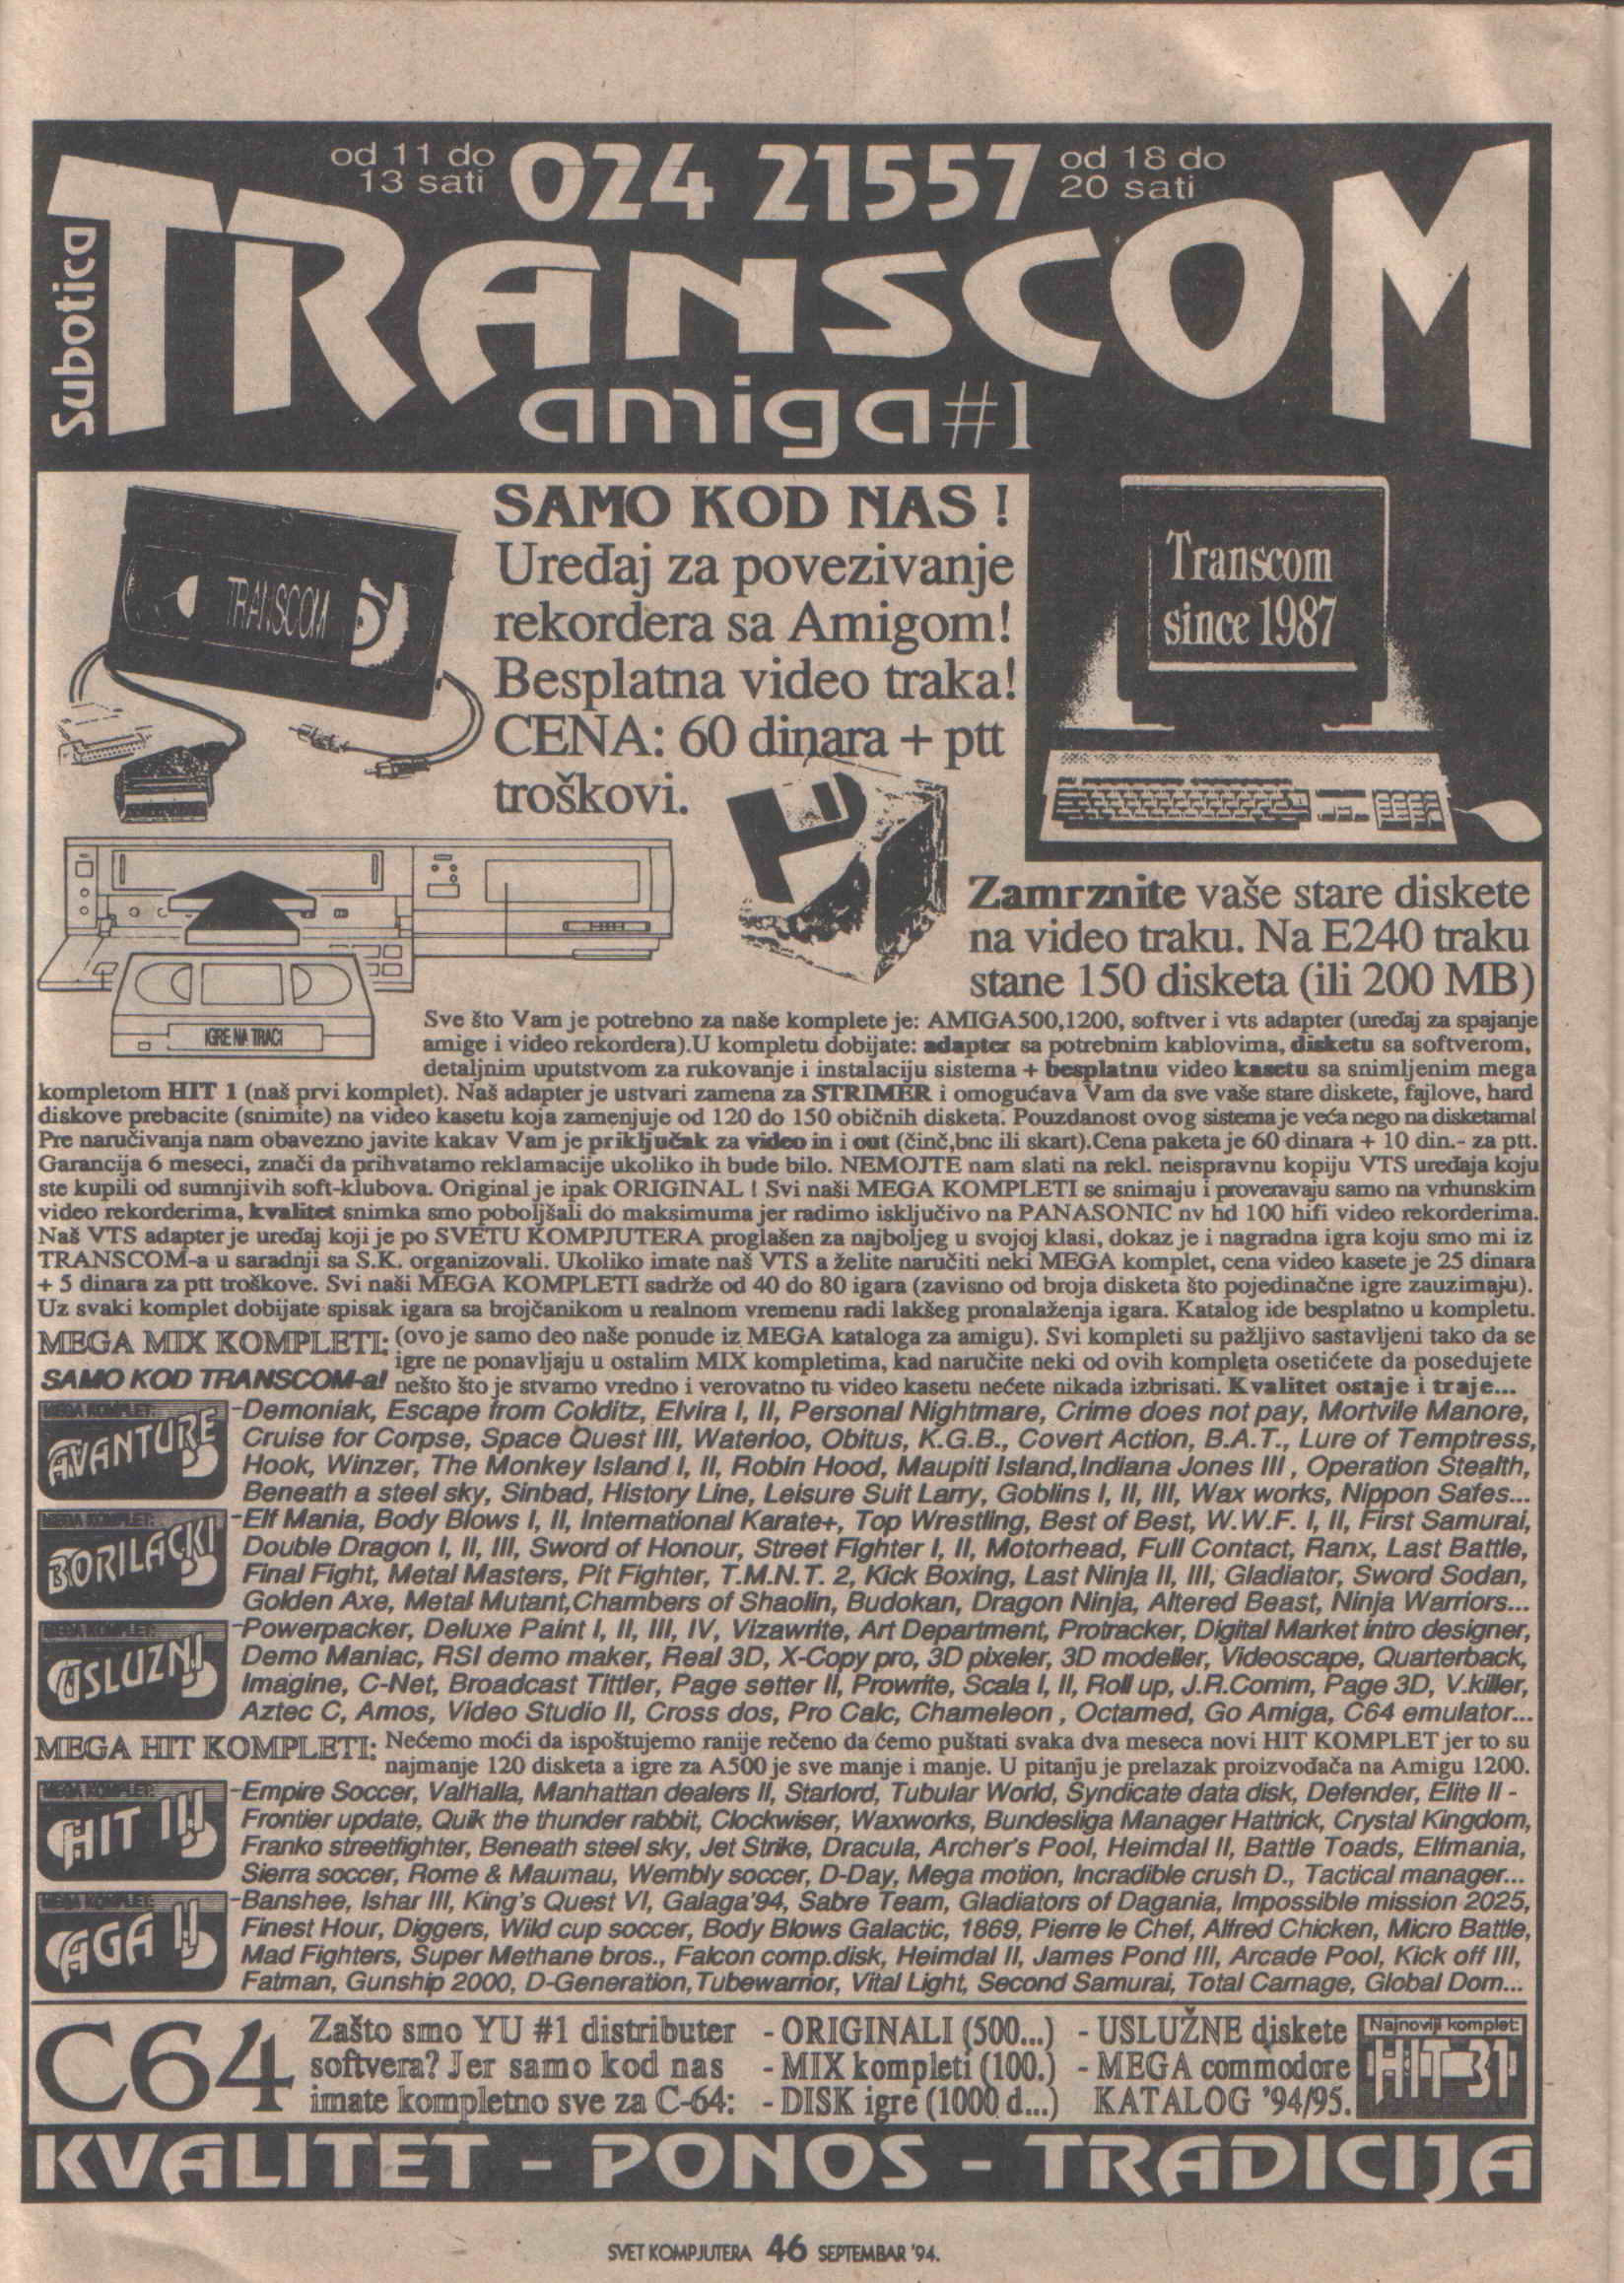 od 11 do
13 sati
024 21557
od 18 do
20 sati
Subotica
TRANSCOM
amiga#1
TRANSCOM
SAMO KOD NAS !
Uređaj za povezivanje
rekordera sa Amigom!
Besplatna video traka!
CENA: 60 dinara + ptt
troškovi.
Transcom
since 1987
Zamrznite vaše stare diskete
na video traku. Na E240 traku
stane 150 disketa (ili 200 MB)
IGRE NA TRACI
Sve što Vam je potrebno za naše komplete je: AMIGA500,1200, softver i vts adapter (uređaj za spajanje
amige i video rekordera).U kompletu dobijate: adapter sa potrebnim kablovima, disketu sa softverom,
detaljnim uputstvom za rukovanje i instalaciju sistema + besplatnu video kasetu sa snimljenim mega
kompletom HIT 1 (naš prvi komplet). Naš adapter je ustvari zamena za STRIMER i omogućava Vam da sve vaše stare diskete, fajlove, hard
diskove prebacite (snimite) na video kasetu koja zamenjuje od 120 do 150 običnih disketa. Pouzdanost ovog sistema je veća nego na disketama!
Pre naručivanja nam obavezno javite kakav Vam je priključak za video in i out (činč,bnc ili skart).Cena paketa je 60 dinara + 10 din.- za ptt.
Garancija 6 meseci, znači da prihvatamo reklamacije ukoliko ih bude bilo. NEMOJTE nam slati na rekl. neispravnu kopiju VTS uređaja koju
ste kupili od sumnjivih soft-klubova. Original je ipak ORIGINAL ! Svi naši MEGA KOMPLETI se snimaju i proveravaju samo na vrhunskim
video rekorderima, kvalitet snimka smo poboljšali do maksimuma jer radimo isključivo na PANASONIC nv hd 100 hifi video rekorderima.
Naš VTS adapter je uređaj koji je po SVETU KOMPJUTERA proglašen za najboljeg u svojoj klasi, dokaz je i nagradna igra koju smo mi iz
TRANSCOM-a u saradnji sa S.K. organizovali. Ukoliko imate naš VTS a želite naručiti neki MEGA komplet, cena video kasete je 25 dinara
+ 5 dinara za ptt troškove. Svi naši MEGA KOMPLETI sadrže od 40 do 80 igara (zavisno od broja disketa što pojedinačne igre zauzimaju).
Uz svaki komplet dobijate spisak igara sa brojčanikom u realnom vremenu radi lakšeg pronalaženja igara. Katalog ide besplatno u kompletu.
MEGA MIX KOMPLETI: (ovo je samo deo naše ponude iz MEGA kataloga za amigu). Svi kompleti su pažljivo sastavljeni tako da se
igre ne ponavljaju u ostalim MIX kompletima, kad naručite neki od ovih kompleta osetićete da posedujete
SAMO KOD TRANSCOM-a! nešto što je stvarno vredno i verovatno tu video kasetu nećete nikada izbrisati. Kvalitet ostaje i traje...
MEGA KOMPLET:
AVANTURE
-Demoniak, Escape from Colditz, Elvira I, II, Personal Nightmare, Crime does not pay, Mortvile Manore,
Cruise for Corpse, Space Quest III, Waterloo, Obitus, K.G.B., Covert Action, B.A.T., Lure of Temptress,
Hook, Winzer, The Monkey Island I, II, Robin Hood, Maupiti Island,Indiana Jones III , Operation Stealth,
Beneath a steel sky, Sinbad, History Line, Leisure Suit Larry, Goblins I, II, III, Wax works, Nippon Safes...
MEGA KOMPLET:
BORILACKI
-Elf Mania, Body Blows I, II, International Karate+, Top Wrestling, Best of Best, W.W.F. I, II, First Samurai,
Double Dragon I, II, III, Sword of Honour, Street Fighter I, II, Motorhead, Full Contact, Ranx, Last Battle,
Final Fight, Metal Masters, Pit Fighter, T.M.N.T. 2, Kick Boxing, Last Ninja II, III, Gladiator, Sword Sodan,
Golden Axe, Metal Mutant,Chambers of Shaolin, Budokan, Dragon Ninja, Altered Beast, Ninja Warriors...
MEGA KOMPLET:
USLUZNI
-Powerpacker, Deluxe Paint I, II, III, IV, Vizawrite, Art Department, Protracker, Digital Market intro designer,
Demo Maniac, RSI demo maker, Real 3D, X-Copy pro, 3D pixeler, 3D modeller, Videoscape, Quarterback,
Imagine, C-Net, Broadcast Tittler, Page setter II, Prowrite, Scala I, II, Roll up, J.R.Comm, Page 3D, V.killer,
Aztec C, Amos, Video Studio II, Cross dos, Pro Calc, Chameleon , Octamed, Go Amiga, C64 emulator...
MEGA HIT KOMPLETI: Nećemo moći da ispoštujemo ranije rečeno da ćemo puštati svaka dva meseca novi HIT KOMPLET jer to su
najmanje 120 disketa a igre za A500 je sve manje i manje. U pitanju je prelazak proizvođača na Amigu 1200.
MEGA KOMPLET:
HIT III
-Empire Soccer, Valhalla, Manhattan dealers II, Starlord, Tubular World, Syndicate data disk, Defender, Elite II -
Frontier update, Quik the thunder rabbit, Clockwiser, Waxworks, Bundesliga Manager Hattrick, Crystal Kingdom,
Franko streetfighter, Beneath steel sky, Jet Strike, Dracula, Archer's Pool, Heimdal II, Battle Toads, Elfmania,
Sierra soccer, Rome & Maumau, Wembly soccer, D-Day, Mega motion, Incradible crush D., Tactical manager...
MEGA KOMPLET:
AGA II
-Banshee, Ishar III, King's Quest VI, Galaga'94, Sabre Team, Gladiators of Dagania, Impossible mission 2025,
Finest Hour, Diggers, Wild cup soccer, Body Blows Galactic, 1869, Pierre le Chef, Alfred Chicken, Micro Battle,
Mad Fighters, Super Methane bros., Falcon comp.disk, Heimdal II, James Pond III, Arcade Pool, Kick off III,
Fatman, Gunship 2000, D-Generation,Tubewarrior, Vital Light, Second Samurai, Total Carnage, Global Dom...
C64
Zašto smo YU #1 distributer
softvera? Jer samo kod nas
imate kompletno sve za C-64:
- ORIGINALI (500...)
- MIX kompleti (100.)
- DISK igre (1000 d...)
- USLUŽNE diskete
- MEGA commodore
KATALOG '94/95.
Najnoviji komplet:
HIT 31
KVALITET - PONOS - TRADICIJA
SVET KOMPJUTERA 46 SEPTEMBAR '94.